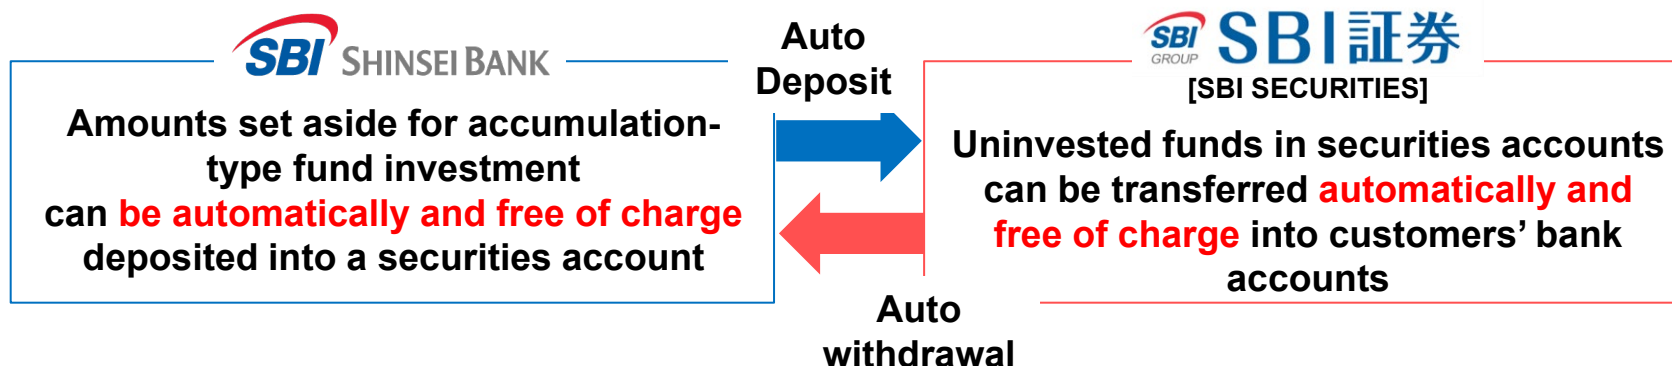 SBI SHINSEI BANK
Amounts set aside for accumulation-
type fund investment
can be automatically and free of charge
deposited into a securities account
Auto
Deposit
Auto
withdrawal
SBI GROUP SBI証券
[SBI SECURITIES]
Uninvested funds in securities accounts
can be transferred automatically and
free of charge into customers’ bank
accounts